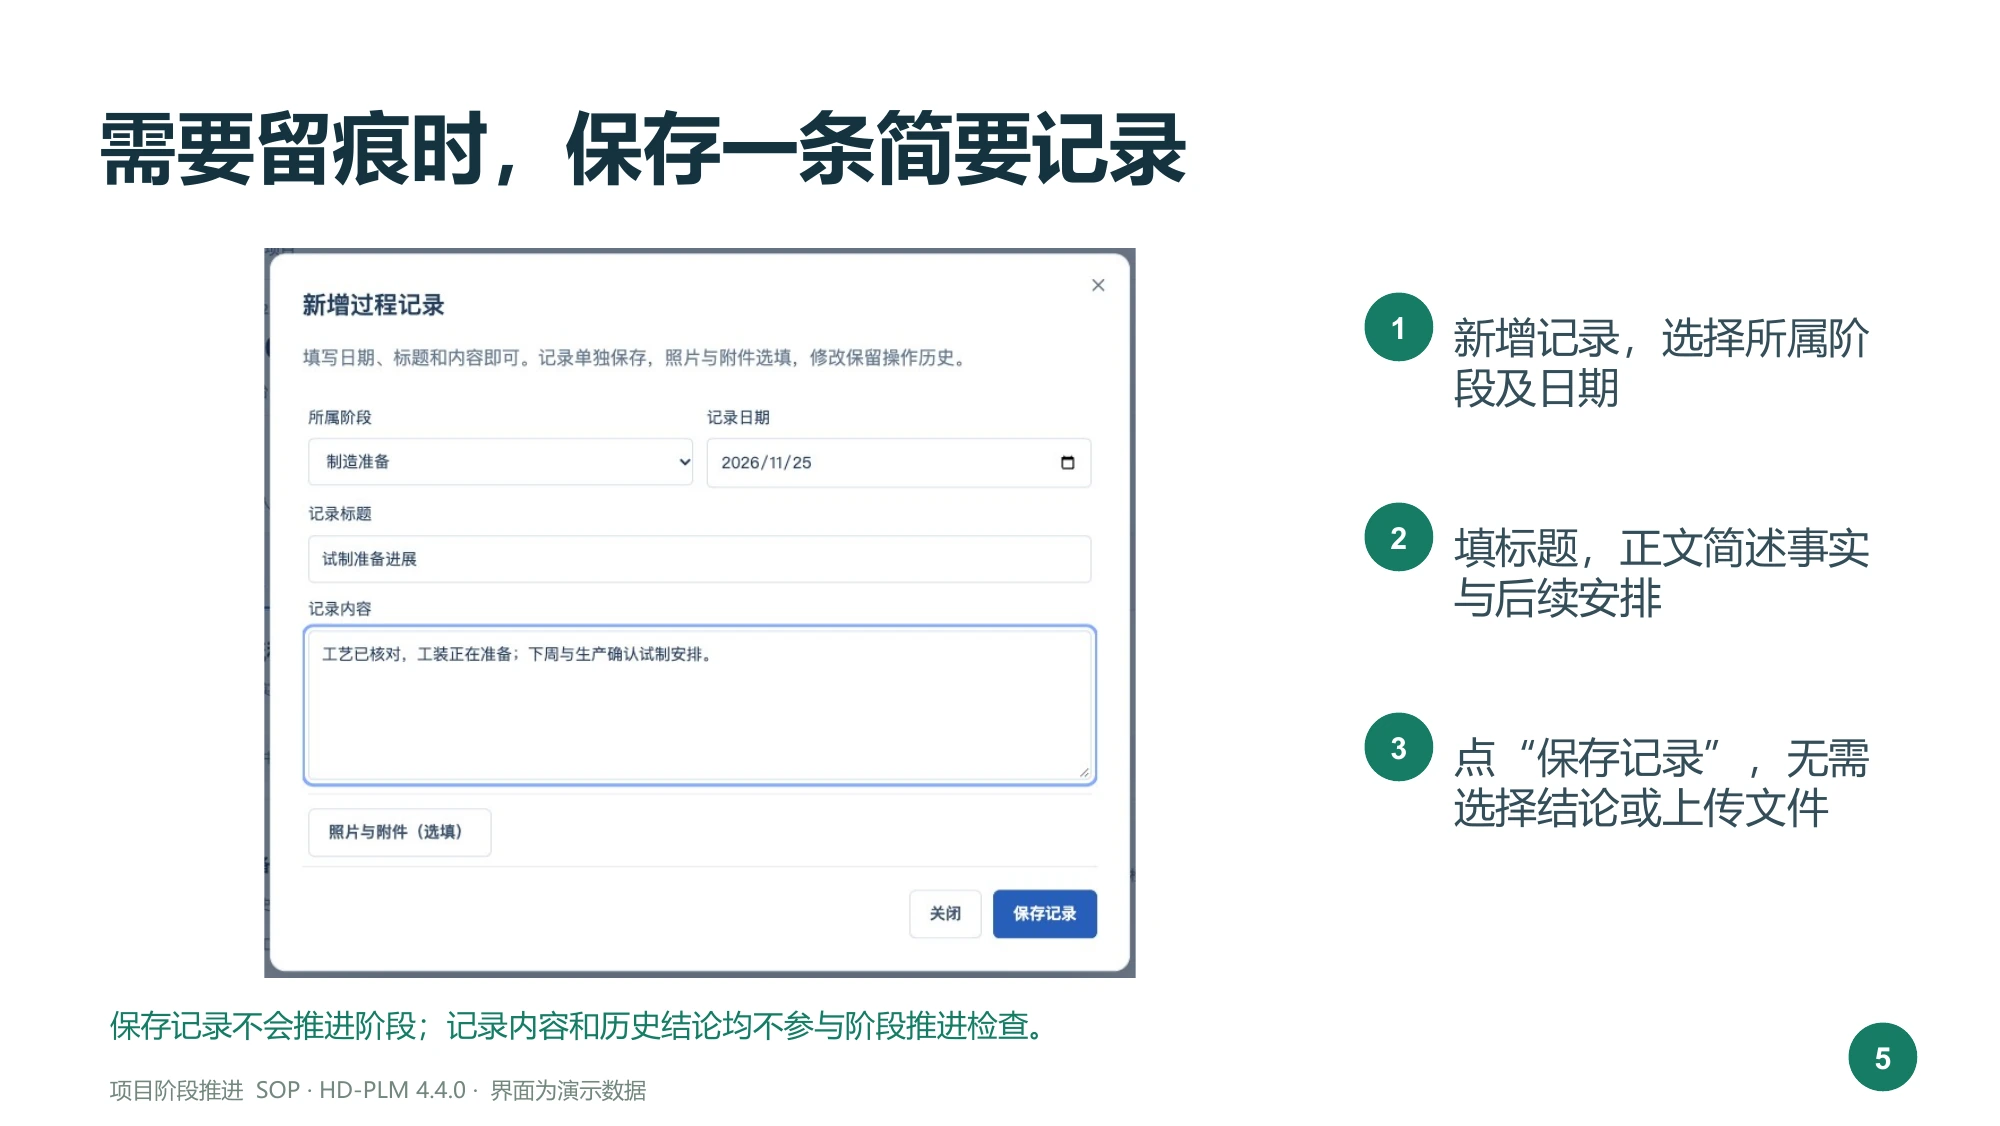 需要留痕时，保存一条简要记录
新增过程记录
填写日期、标题和内容即可。记录单独保存，照片与附件选填，修改保留操作历史。
所属阶段
记录日期
制造准备
2026/11/25
记录标题
试制准备进展
记录内容
工艺已核对，工装正在准备；下周与生产确认试制安排。
照片与附件（选填）
关闭
保存记录
1
新增记录，选择所属阶
段及日期
2
填标题，正文简述事实
与后续安排
3
点“保存记录”，无需
选择结论或上传文件
保存记录不会推进阶段；记录内容和历史结论均不参与阶段推进检查。
项目阶段推进 SOP · HD-PLM 4.4.0 · 界面为演示数据
5